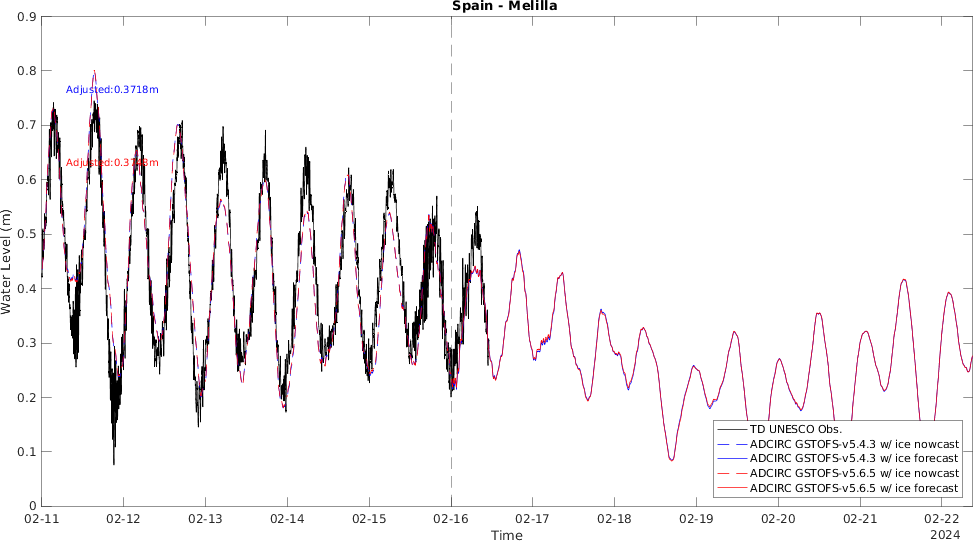 Spain - Melilla
0.9
0.8
0.7
0.6
0.5
0.4
0.3
0.2
0.1
0
Water Level (m)
Adjusted:0.3718m
02-11 02-12 02-13 02-14 02-15 02-16 02-17 02-18 02-19 02-20 02-21 02-22
2024
Time
TD UNESCO Obs.
ADCIRC GSTOFS-v5.4.3 w/ ice nowcast
ADCIRC GSTOFS-v5.4.3 w/ ice forecast
ADCIRC GSTOFS-v5.6.5 w/ ice nowcast
ADCIRC GSTOFS-v5.6.5 w/ ice forecast